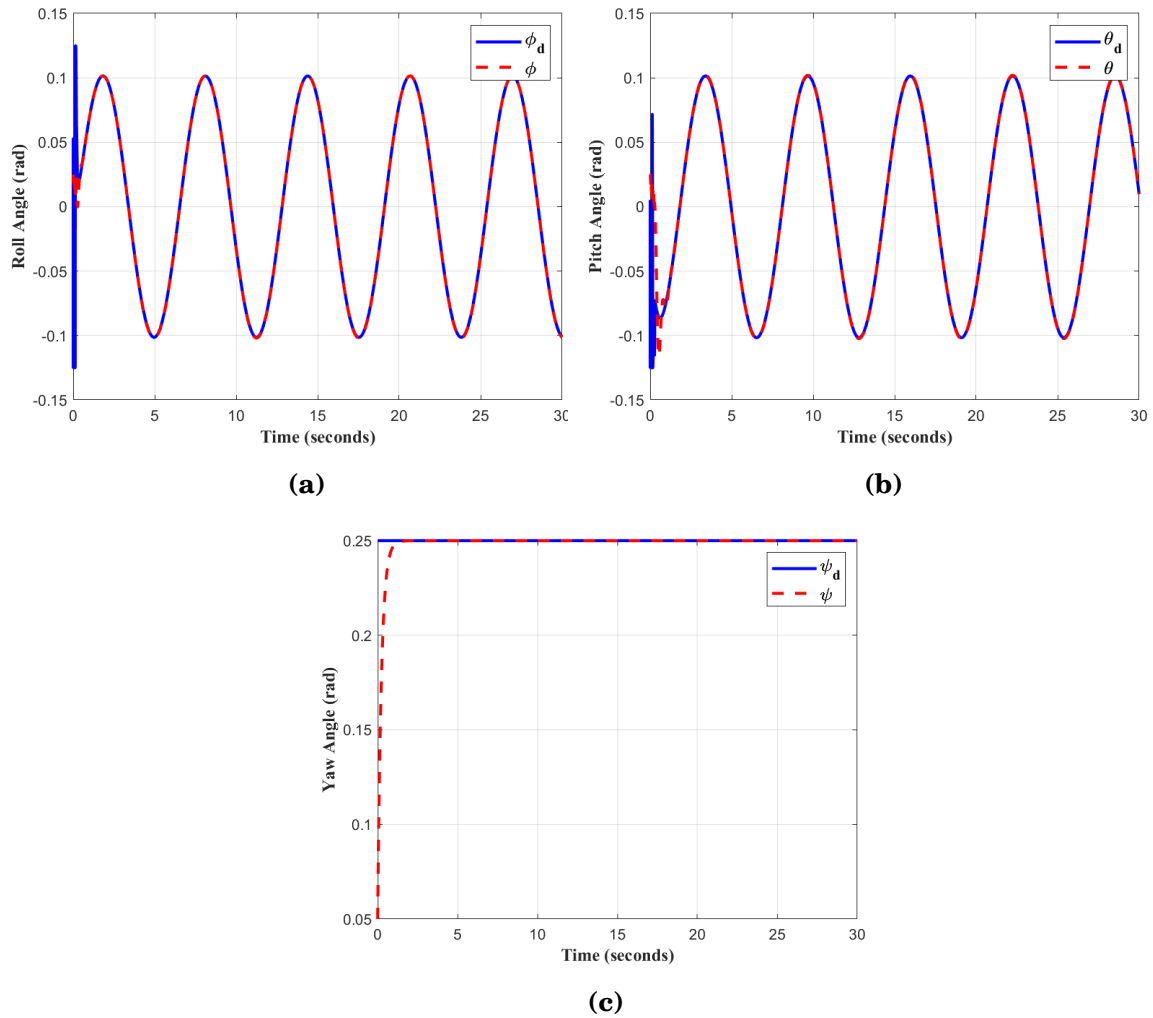 0.15
0.1
0.05
0
-0.05
-0.1
-0.15
Roll Angle (rad)
0 5 10 15 20 25 30
Time (seconds)
ϕd
ϕ
(a)
0.15
0.1
0.05
0
-0.05
-0.1
-0.15
Pitch Angle (rad)
0 5 10 15 20 25 30
Time (seconds)
θd
θ
(b)
0.25
0.2
0.15
0.1
0.05
Yaw Angle (rad)
0 5 10 15 20 25 30
Time (seconds)
ψd
ψ
(c)